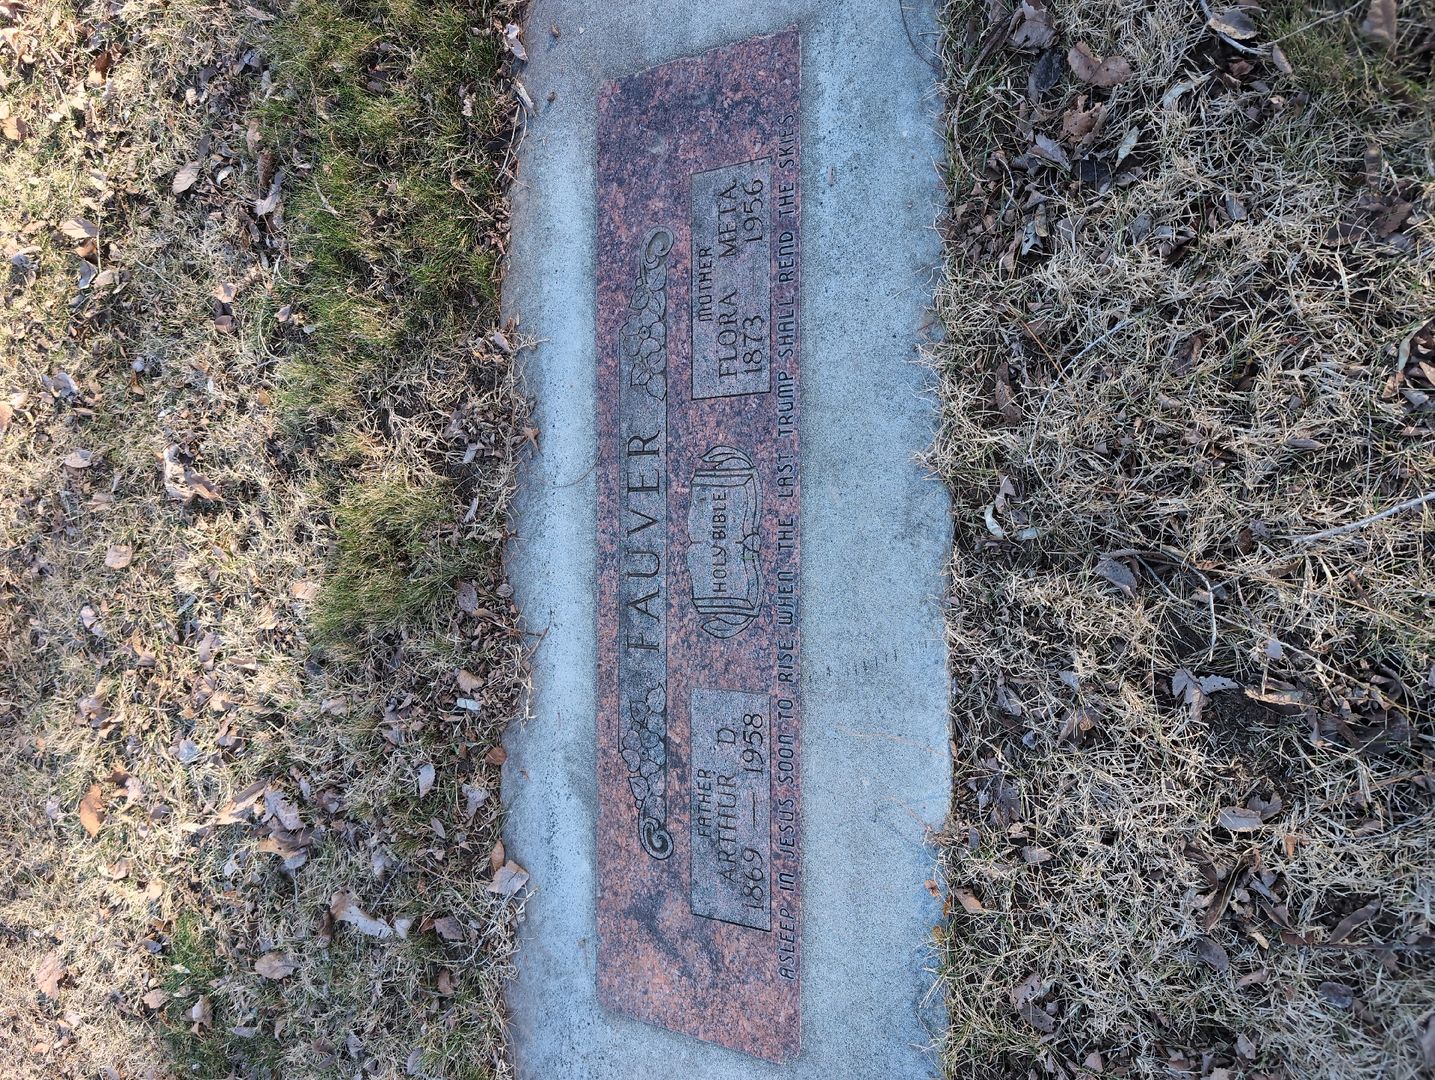 FAUVER
FATHER
ARTHUR D.
1869 — 1958
HOLY BIBLE
MOTHER
FLORA META
1873 — 1956
ASLEEP IN JESUS SOON TO RISE WHEN THE LAST TRUMP SHALL REND THE SKIES